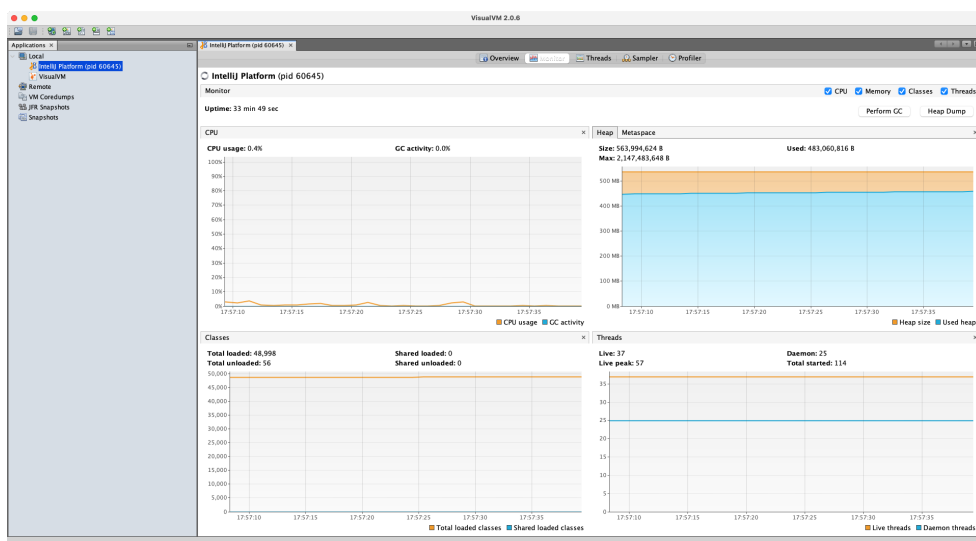 VisualVM 2.0.6
Applications ×
Local
IntelliJ Platform (pid 60645)
VisualVM
Remote
VM Coredumps
JFR Snapshots
Snapshots
IntelliJ Platform (pid 60645) ×
Overview Monitor Threads Sampler Profiler
IntelliJ Platform (pid 60645)
Monitor
CPU Memory Classes Threads
Uptime: 33 min 49 sec
Perform GC Heap Dump
CPU ×
CPU usage: 0.4% GC activity: 0.0%
100%
90%
80%
70%
60%
50%
40%
30%
20%
10%
0%
17:57:10 17:57:15 17:57:20 17:57:25 17:57:30 17:57:35
CPU usage GC activity
Heap Metaspace ×
Size: 563,994,624 B Used: 483,060,816 B
Max: 2,147,483,648 B
500 MB
400 MB
300 MB
200 MB
100 MB
0 MB
17:57:10 17:57:15 17:57:20 17:57:25 17:57:30 17:57:35
Heap size Used heap
Classes ×
Total loaded: 48,998 Shared loaded: 0
Total unloaded: 56 Shared unloaded: 0
50,000
45,000
40,000
35,000
30,000
25,000
20,000
15,000
10,000
5,000
0
17:57:10 17:57:15 17:57:20 17:57:25 17:57:30 17:57:35
Total loaded classes Shared loaded classes
Threads ×
Live: 37 Daemon: 25
Live peak: 57 Total started: 114
35
30
25
20
15
10
5
0
17:57:10 17:57:15 17:57:20 17:57:25 17:57:30 17:57:35
Live threads Daemon threads